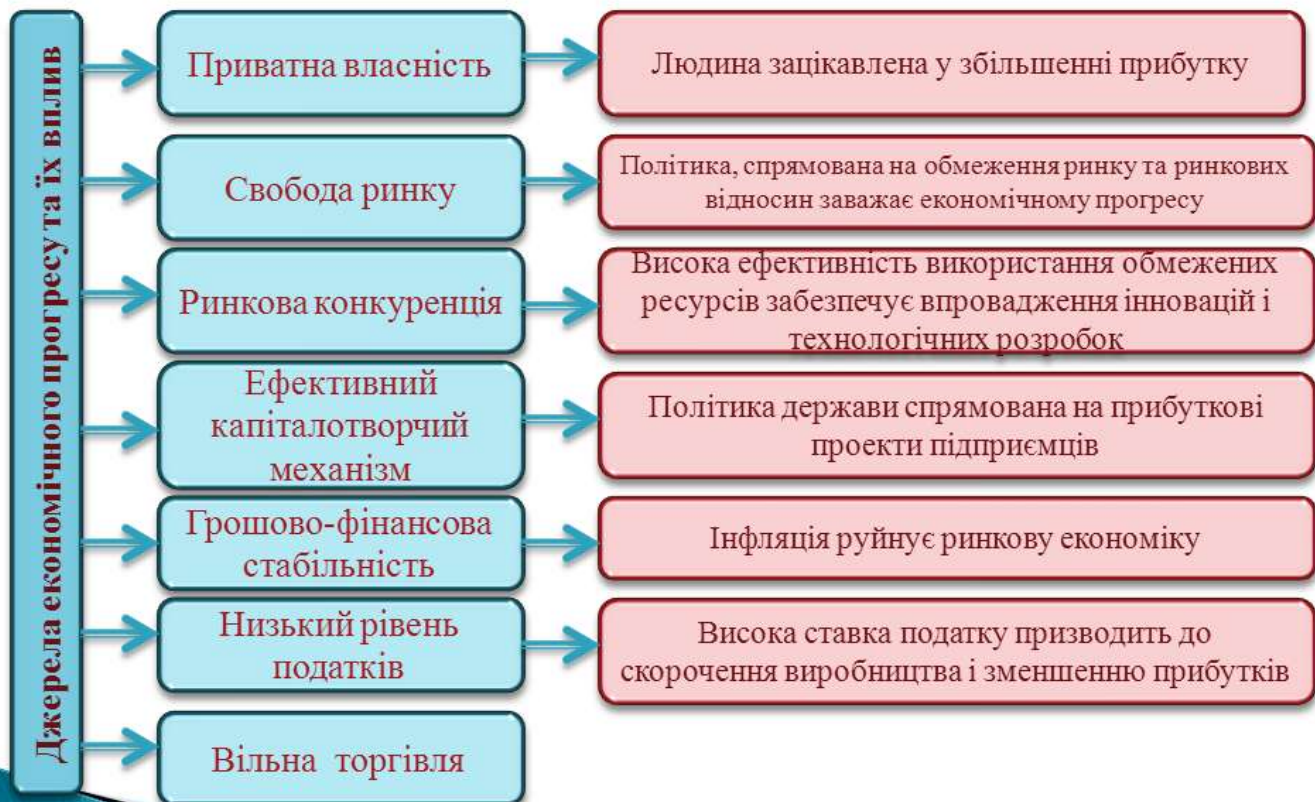 Джерела економічного прогресу та їх вплив
Приватна власність
Людина зацікавлена у збільшенні прибутку
Свобода ринку
Політика, спрямована на обмеження ринку та ринкових
відносин заважає економічному прогресу
Ринкова конкуренція
Висока ефективність використання обмежених
ресурсів забезпечує впровадження інновацій і
технологічних розробок
Ефективний
капіталотворчий
механізм
Політика держави спрямована на прибуткові
проекти підприємців
Грошово-фінансова
стабільність
Інфляція руйнує ринкову економіку
Низький рівень
податків
Висока ставка податку призводить до
скорочення виробництва і зменшенню прибутків
Вільна торгівля